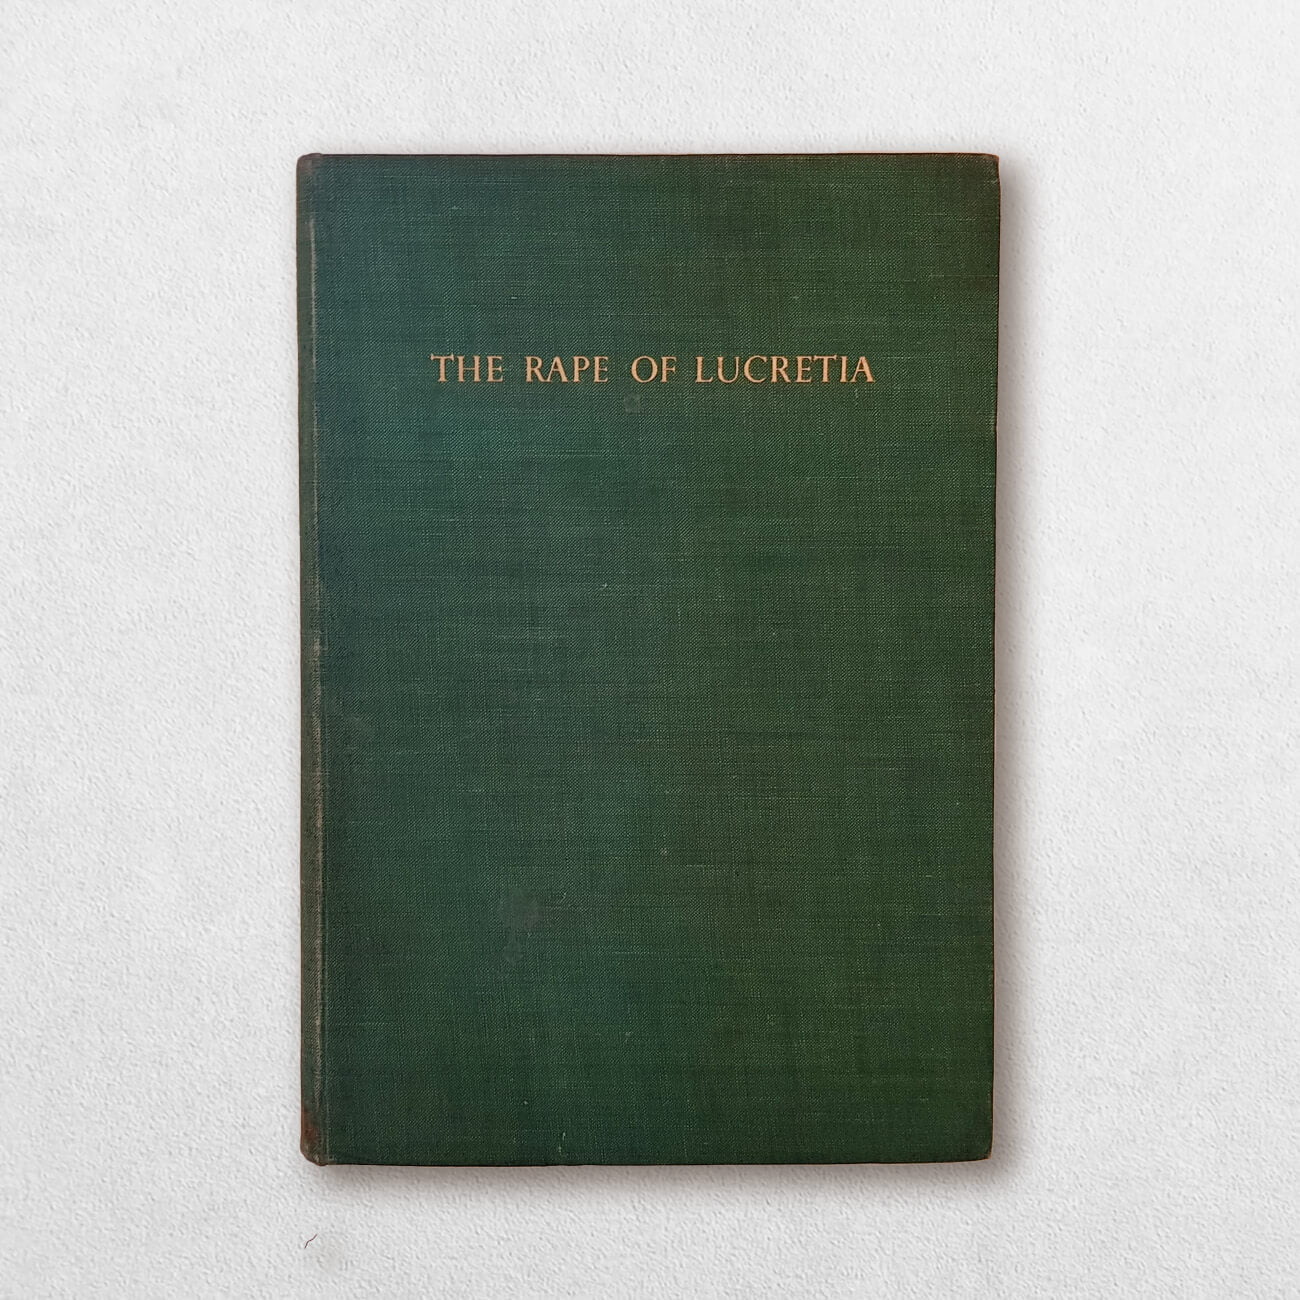 THE RAPE OF LUCRETIA